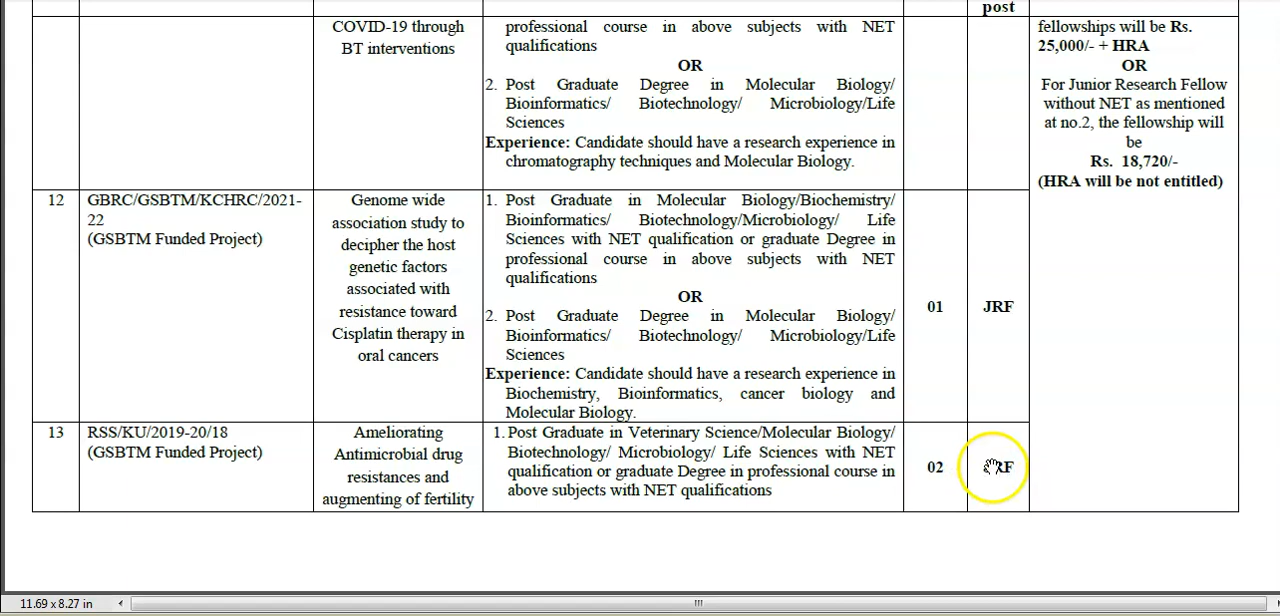 post
COVID-19 through
BT interventions
professional course in above subjects with NET
qualifications
OR
2. Post Graduate Degree in Molecular Biology/
Bioinformatics/ Biotechnology/ Microbiology/Life
Sciences
Experience: Candidate should have a research experience in
chromatography techniques and Molecular Biology.
fellowships will be Rs.
25,000/- + HRA
OR
For Junior Research Fellow
without NET as mentioned
at no.2, the fellowship will
be
Rs. 18,720/-
(HRA will be not entitled)
12
GBRC/GSBTM/KCHRC/2021-
22
(GSBTM Funded Project)
Genome wide
association study to
decipher the host
genetic factors
associated with
resistance toward
Cisplatin therapy in
oral cancers
1. Post Graduate in Molecular Biology/Biochemistry/
Bioinformatics/ Biotechnology/Microbiology/ Life
Sciences with NET qualification or graduate Degree in
professional course in above subjects with NET
qualifications
OR
2. Post Graduate Degree in Molecular Biology/
Bioinformatics/ Biotechnology/ Microbiology/Life
Sciences
Experience: Candidate should have a research experience in
Biochemistry, Bioinformatics, cancer biology and
Molecular Biology.
01
JRF
13
RSS/KU/2019-20/18
(GSBTM Funded Project)
Ameliorating
Antimicrobial drug
resistances and
augmenting of fertility
1. Post Graduate in Veterinary Science/Molecular Biology/
Biotechnology/ Microbiology/ Life Sciences with NET
qualification or graduate Degree in professional course in
above subjects with NET qualifications
02
11.69 x 8.27 in